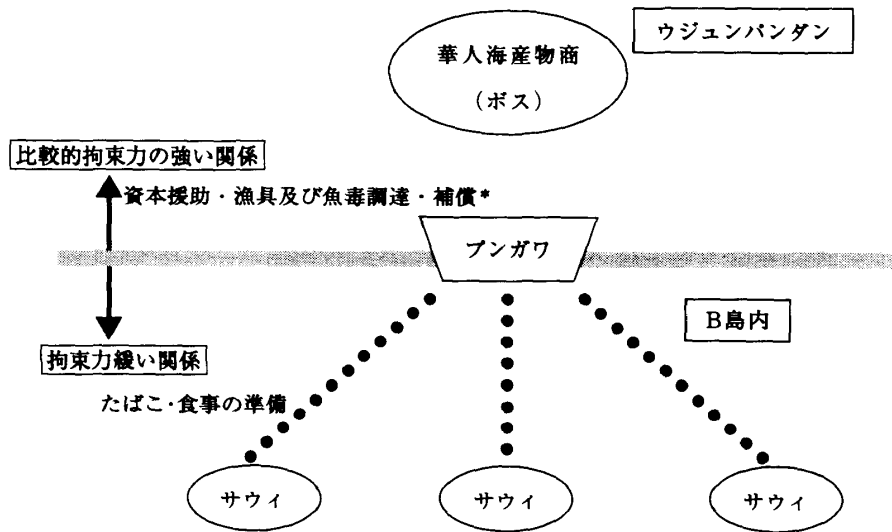 ウジュンパンダン
華人海産物商
(ボス)
比較的拘束力の強い関係
資本援助・漁具及び魚毒調達・補償*
プンガワ
B島内
拘束力緩い関係
たばこ・食事の準備
サウィ
サウィ
サウィ